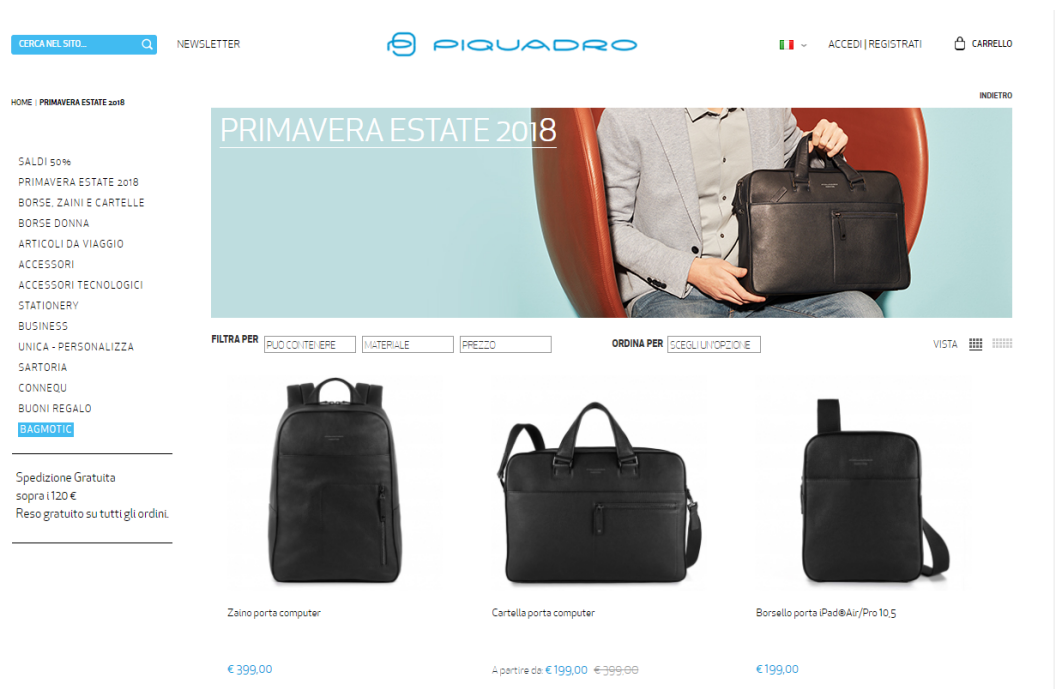 CERCA NEL SITO...
NEWSLETTER
PIQUADRO
ACCEDI | REGISTRATI
CARRELLO
HOME | PRIMAVERA ESTATE 2018
INDIETRO
PRIMAVERA ESTATE 2018
SALDI 50%
PRIMAVERA ESTATE 2018
BORSE, ZAINI E CARTELLE
BORSE DONNA
ARTICOLI DA VIAGGIO
ACCESSORI
ACCESSORI TECNOLOGICI
STATIONERY
BUSINESS
UNICA - PERSONALIZZA
SARTORIA
CONNEQU
BUONI REGALO
BAGMOTIC
Spedizione Gratuita
sopra i 120 €
Reso gratuito su tutti gli ordini.
FILTRA PER
PUÒ CONTENERE
MATERIALE
PREZZO
ORDINA PER
SCEGLI UN'OPZIONE
VISTA
Zaino porta computer
€ 399,00
Cartella porta computer
A partire da: € 199,00 € 399,00
Borsello porta iPad®Air/Pro 10,5
€ 199,00